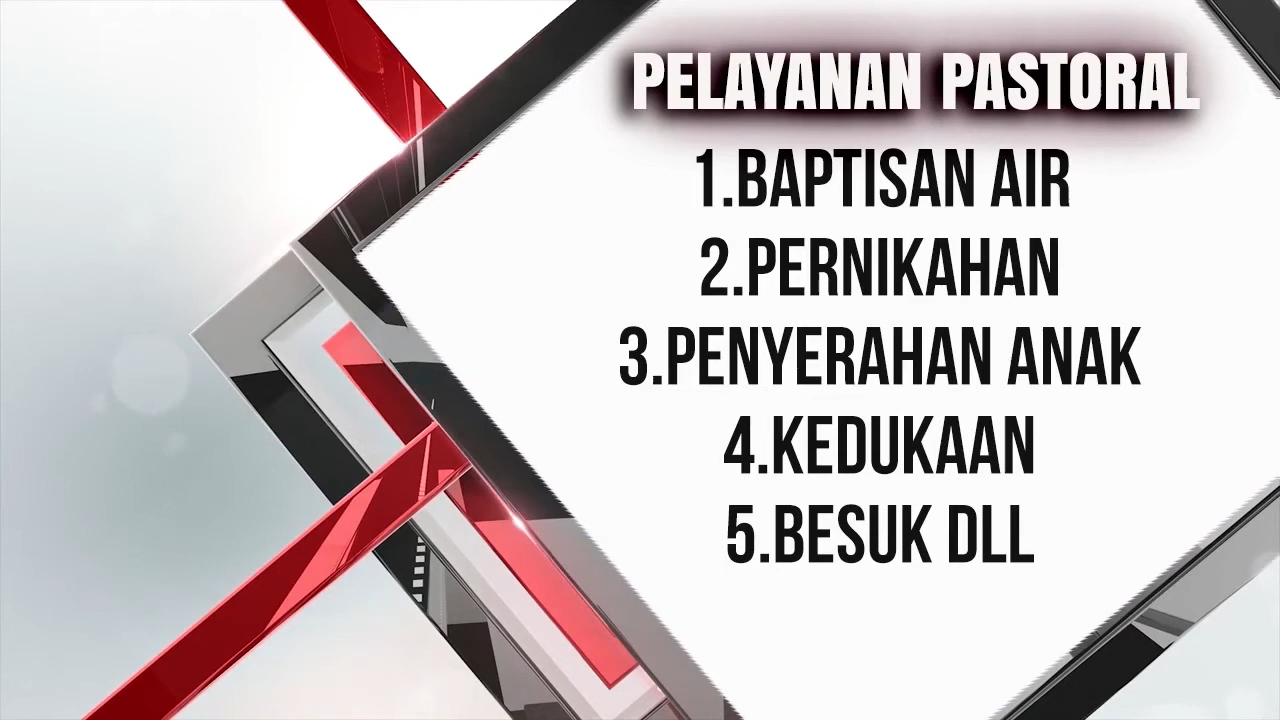 PELAYANAN PASTORAL
1.BAPTISAN AIR
2.PERNIKAHAN
3.PENYERAHAN ANAK
4.KEDUKAAN
5.BESUK DLL